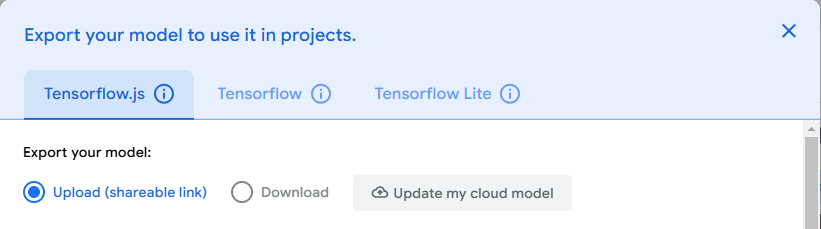 Export your model to use it in projects.
Tensorflow.js Tensorflow Tensorflow Lite
Export your model:
Upload (shareable link) Download Update my cloud model